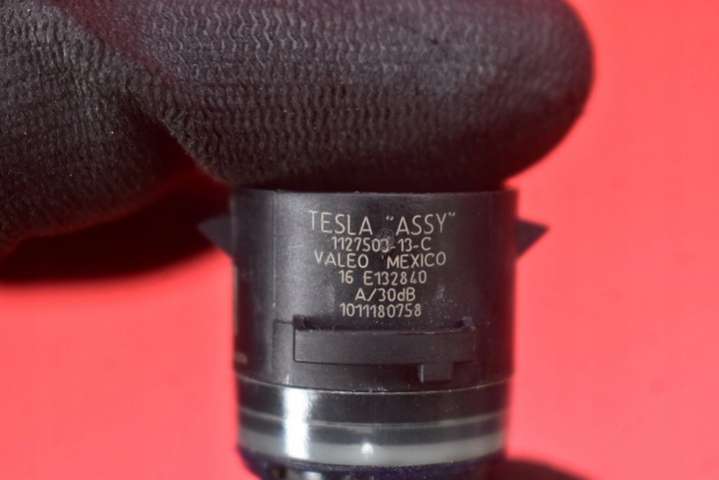 TESLA "ASSY"
1127503-13-C
VALEO MEXICO
16 E132840
A/30dB
1011180758